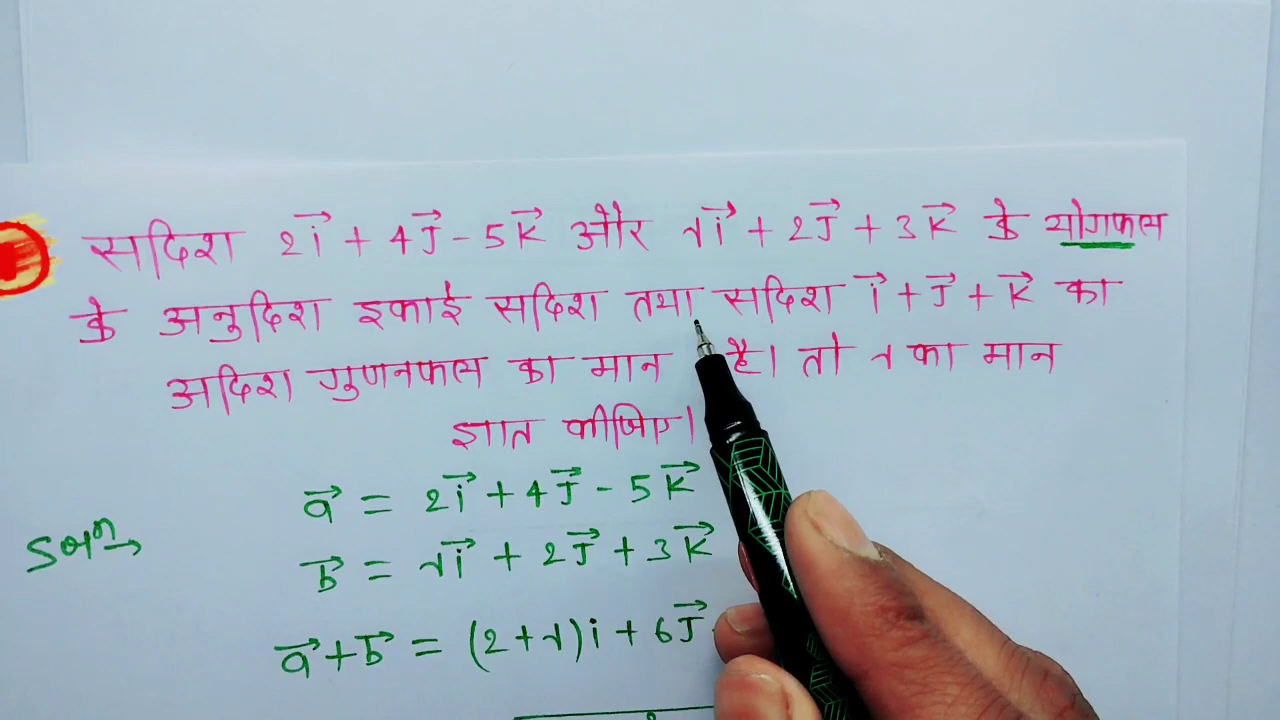 सदिश 2i⃗ + 4J⃗ - 5K⃗ और λi⃗ + 2J⃗ + 3K⃗ के योगफल
के अनुदिश इकाई सदिश तथा सदिश i⃗ + J⃗ + K⃗ का
अदिश गुणनफल का मान है। तो λ का मान
ज्ञात कीजिए।
a⃗ = 2i⃗ + 4J⃗ - 5K⃗
Soln→
b⃗ = λi⃗ + 2J⃗ + 3K⃗
a⃗ + b⃗ = (2+λ)i + 6J⃗